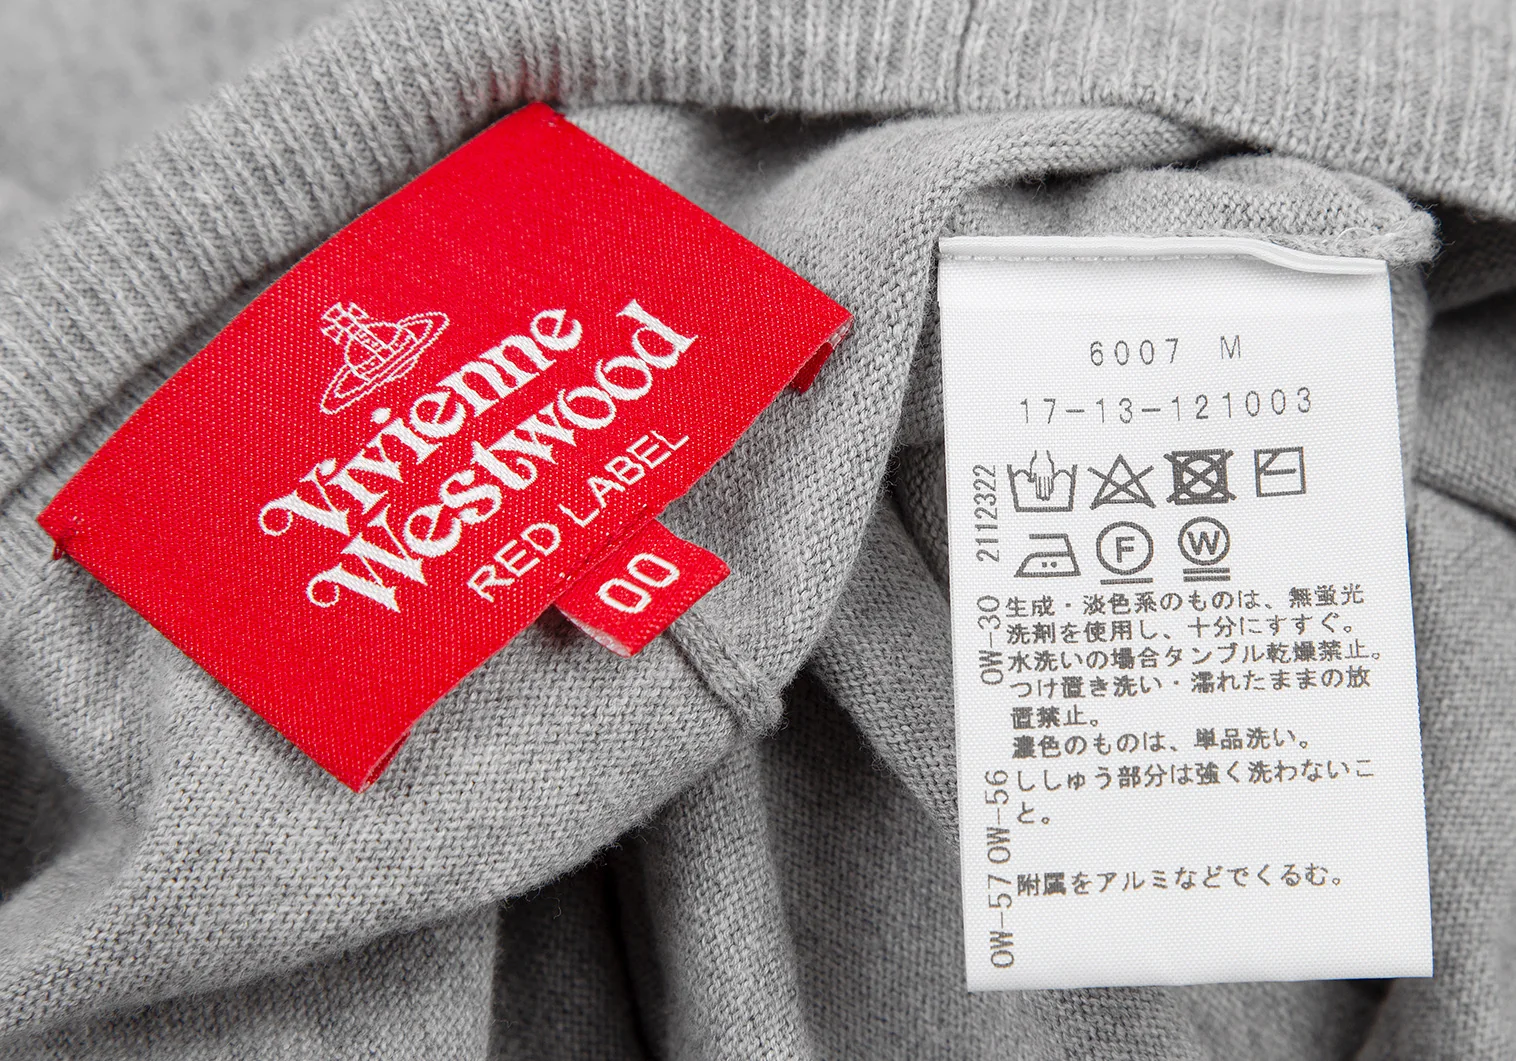 Vivienne
Westwood
RED LABEL
00
6007 M
17-13-121003
2112322
F
W
OW-30
生成・淡色系のものは、無蛍光
洗剤を使用し、十分にすすぐ。
水洗いの場合タンブル乾燥禁止。
つけ置き洗い・濡れたままの放
置禁止。
濃色のものは、単品洗い。
OW-56
ししゅう部分は強く洗わないこ
と。
OW-57
附属をアルミなどでくるむ。